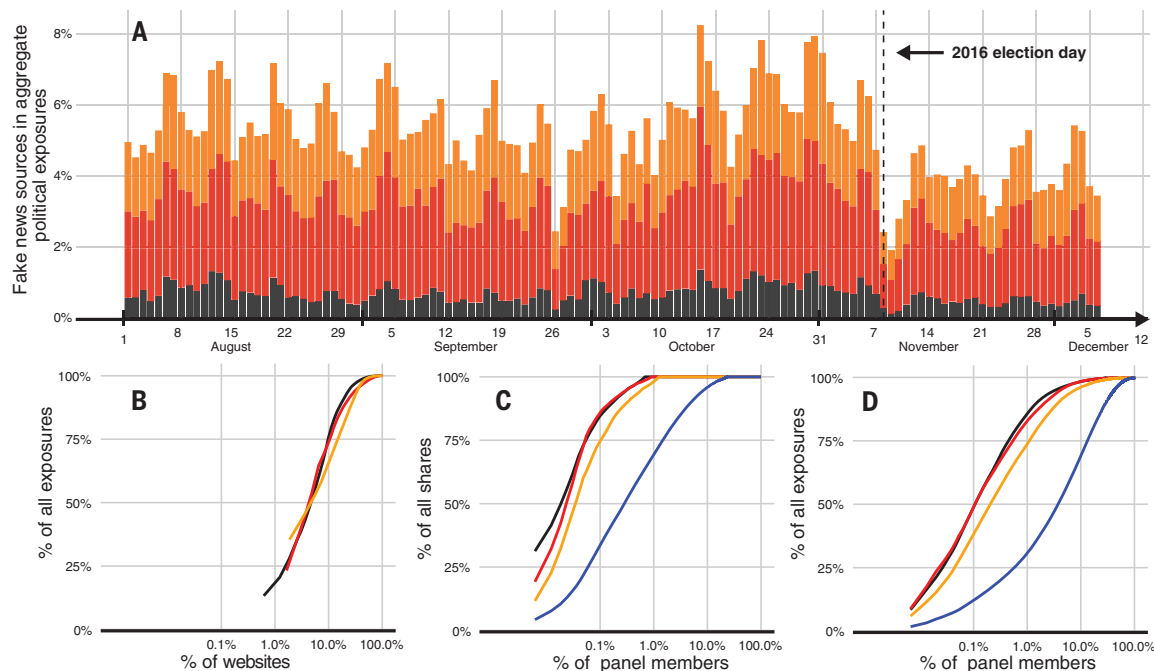 A
Fake news sources in aggregate
political exposures
8%
6%
4%
2%
0%
2016 election day
1 8 15 22 29 5 12 19 26 3 10 17 24 31 7 14 21 28 5 12
August September October November December
B
% of all exposures
100%
75%
50%
25%
0%
0.1% 1.0% 10.0% 100.0%
% of websites
C
% of all shares
100%
75%
50%
25%
0%
0.1% 1.0% 10.0% 100.0%
% of panel members
D
% of all exposures
100%
75%
50%
25%
0%
0.1% 1.0% 10.0% 100.0%
% of panel members